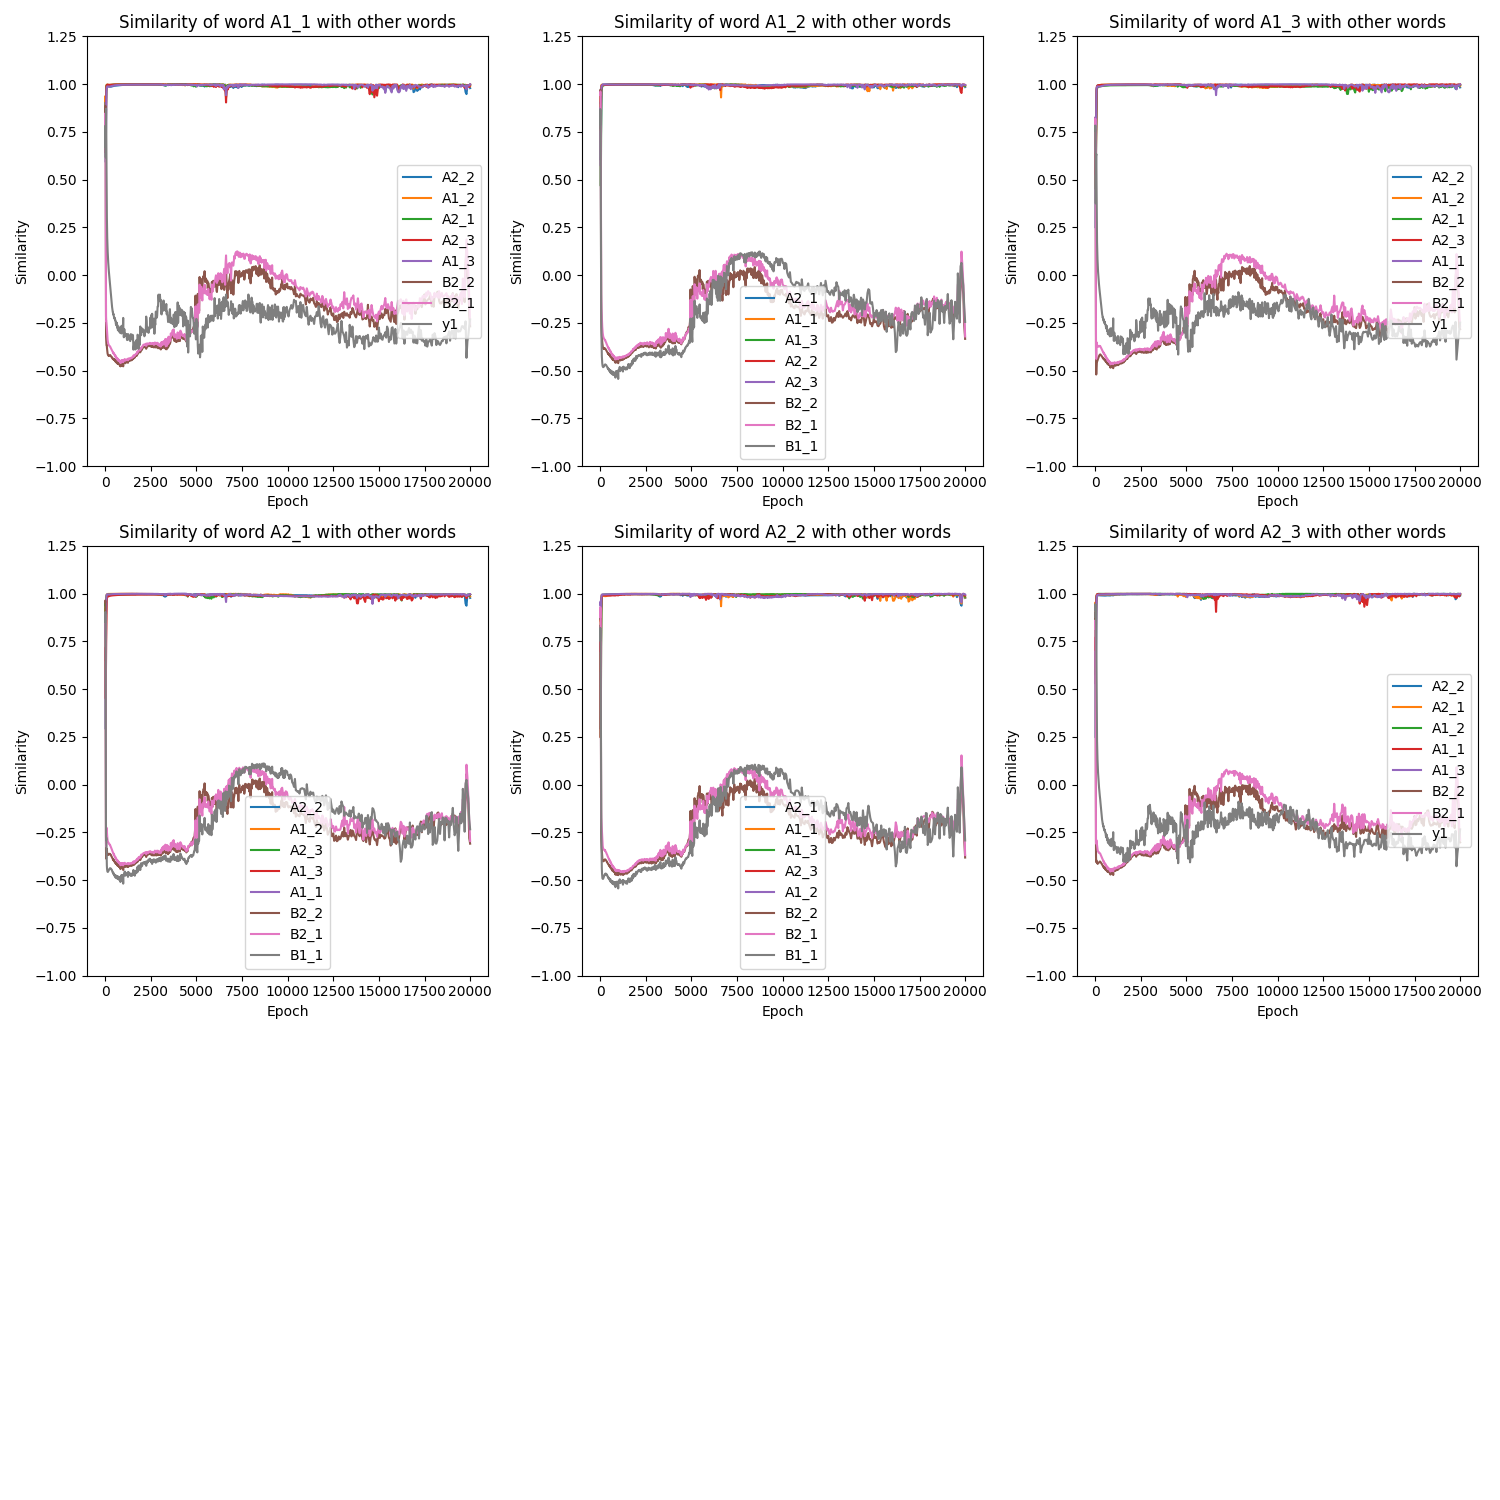 Similarity of word A1_1 with other words
1.25
1.00
0.75
0.50
0.25
0.00
−0.25
−0.50
−0.75
−1.00
Similarity
A2_2
A1_2
A2_1
A2_3
A1_3
B2_2
B2_1
y1
0 2500 5000 7500 10000 12500 15000 17500 20000
Epoch
Similarity of word A1_2 with other words
1.25
1.00
0.75
0.50
0.25
0.00
−0.25
−0.50
−0.75
−1.00
Similarity
A2_1
A1_1
A1_3
A2_2
A2_3
B2_2
B2_1
B1_1
0 2500 5000 7500 10000 12500 15000 17500 20000
Epoch
Similarity of word A1_3 with other words
1.25
1.00
0.75
0.50
0.25
0.00
−0.25
−0.50
−0.75
−1.00
Similarity
A2_2
A1_2
A2_1
A2_3
A1_1
B2_2
B2_1
y1
0 2500 5000 7500 10000 12500 15000 17500 20000
Epoch
Similarity of word A2_1 with other words
1.25
1.00
0.75
0.50
0.25
0.00
−0.25
−0.50
−0.75
−1.00
Similarity
A2_2
A1_2
A2_3
A1_3
A1_1
B2_2
B2_1
B1_1
0 2500 5000 7500 10000 12500 15000 17500 20000
Epoch
Similarity of word A2_2 with other words
1.25
1.00
0.75
0.50
0.25
0.00
−0.25
−0.50
−0.75
−1.00
Similarity
A2_1
A1_1
A1_3
A2_3
A1_2
B2_2
B2_1
B1_1
0 2500 5000 7500 10000 12500 15000 17500 20000
Epoch
Similarity of word A2_3 with other words
1.25
1.00
0.75
0.50
0.25
0.00
−0.25
−0.50
−0.75
−1.00
Similarity
A2_2
A2_1
A1_2
A1_1
A1_3
B2_2
B2_1
y1
0 2500 5000 7500 10000 12500 15000 17500 20000
Epoch